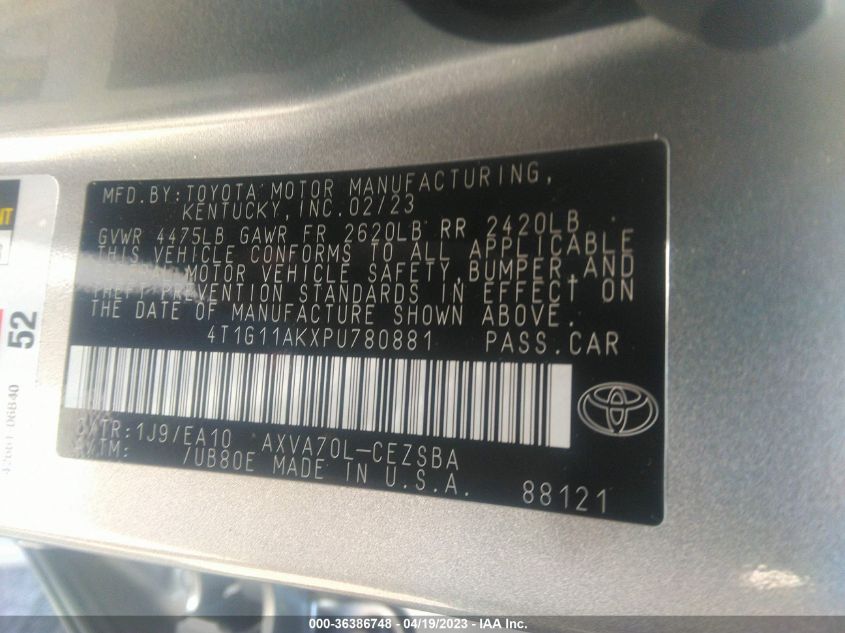 MFD.BY:TOYOTA MOTOR MANUFACTURING,
KENTUCKY, INC. 02/23
GVWR 4475LB GAWR FR 2620LB RR 2420LB
THIS VEHICLE CONFORMS TO ALL APPLICABLE
FEDERAL MOTOR VEHICLE SAFETY, BUMPER, AND
THEFT PREVENTION STANDARDS IN EFFECT ON
THE DATE OF MANUFACTURE SHOWN ABOVE.
4T1G11AKXPU780881 PASS.CAR
C/TR:1J9/EA10 AXVA70L-CEZSBA
/TM: /UB80E MADE IN U.S.A.
88121
52
000-36386748 - 04/19/2023 - IAA Inc.